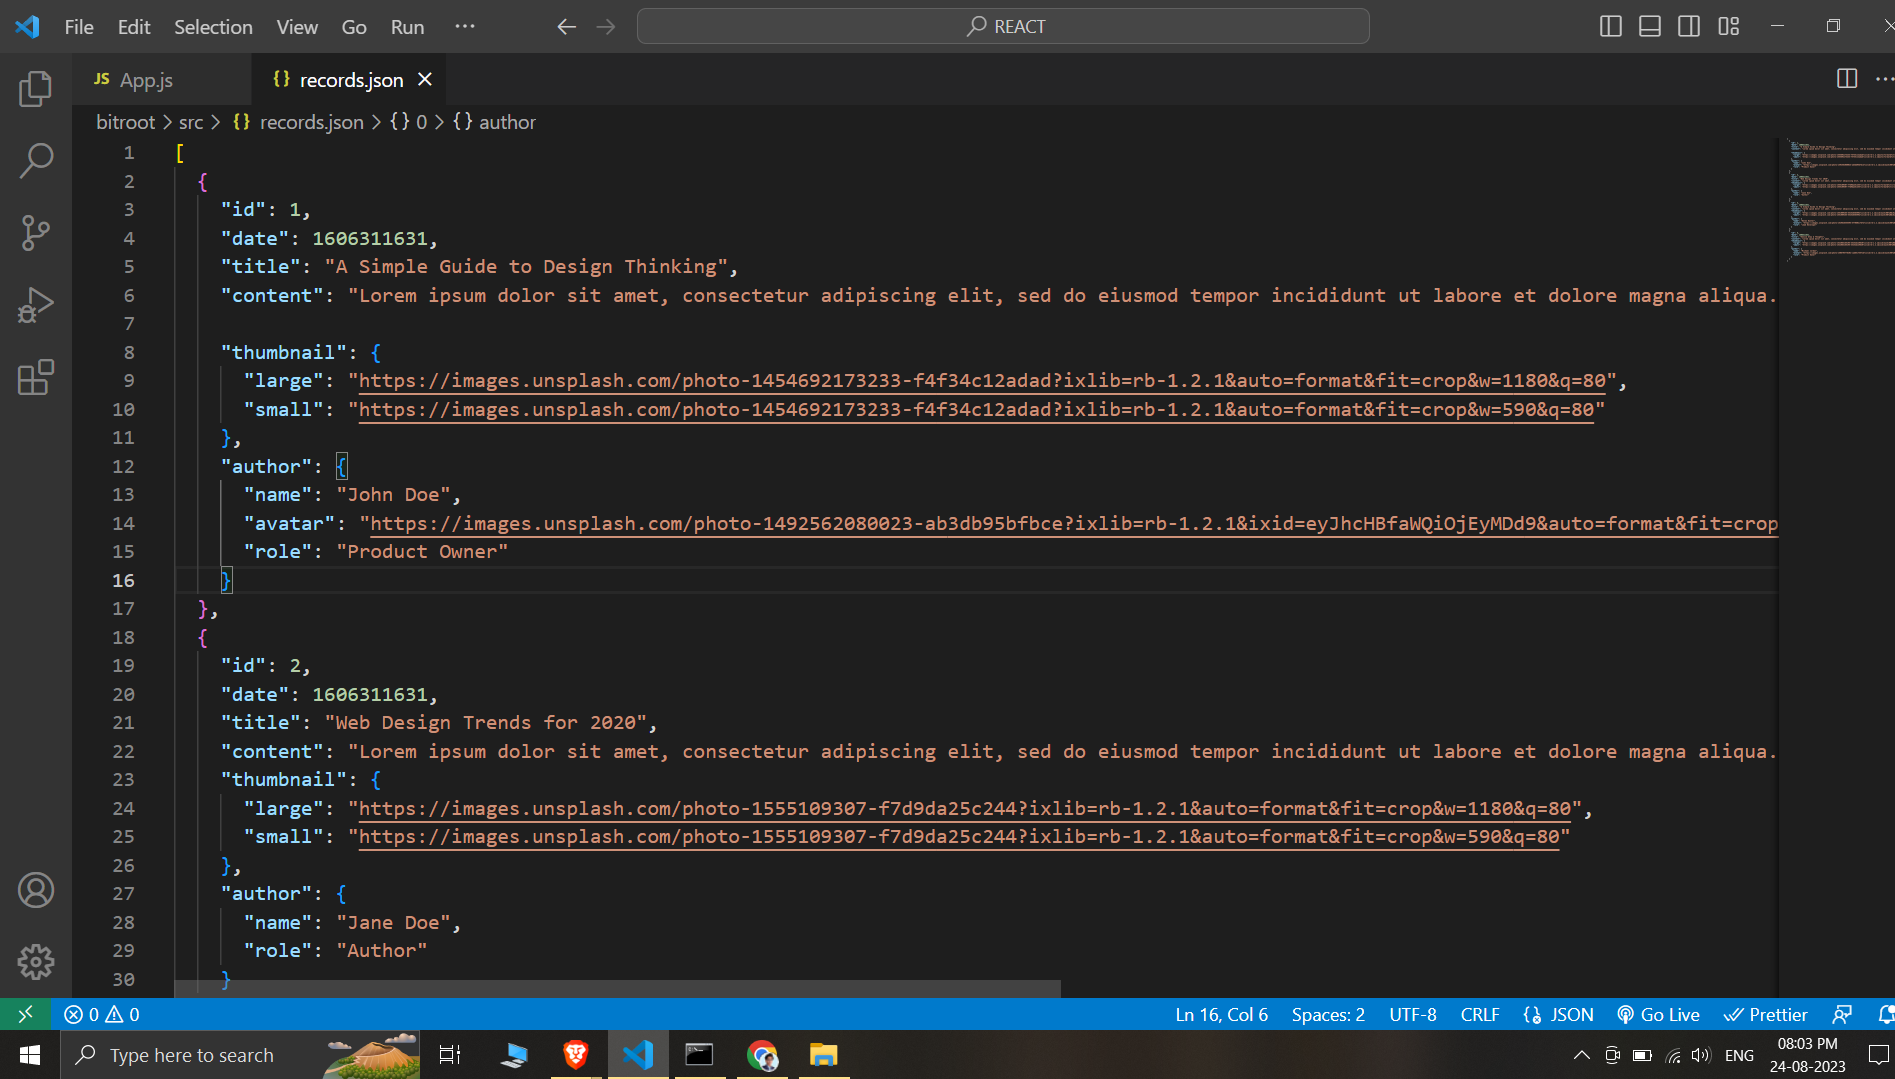 File Edit Selection View Go Run ··· REACT
JS App.js {} records.json
bitroot > src > {} records.json > {} 0 > {} author
1 [
2 {
3 "id": 1,
4 "date": 1606311631,
5 "title": "A Simple Guide to Design Thinking",
6 "content": "Lorem ipsum dolor sit amet, consectetur adipiscing elit, sed do eiusmod tempor incididunt ut labore et dolore magna aliqua.
7
8 "thumbnail": {
9 "large": "https://images.unsplash.com/photo-1454692173233-f4f34c12adad?ixlib=rb-1.2.1&auto=format&fit=crop&w=1180&q=80",
10 "small": "https://images.unsplash.com/photo-1454692173233-f4f34c12adad?ixlib=rb-1.2.1&auto=format&fit=crop&w=590&q=80"
11 },
12 "author": {
13 "name": "John Doe",
14 "avatar": "https://images.unsplash.com/photo-1492562080023-ab3db95bfbce?ixlib=rb-1.2.1&ixid=eyJhcHBfaWQiOjEyMDd9&auto=format&fit=crop
15 "role": "Product Owner"
16 }
17 },
18 {
19 "id": 2,
20 "date": 1606311631,
21 "title": "Web Design Trends for 2020",
22 "content": "Lorem ipsum dolor sit amet, consectetur adipiscing elit, sed do eiusmod tempor incididunt ut labore et dolore magna aliqua.
23 "thumbnail": {
24 "large": "https://images.unsplash.com/photo-1555109307-f7d9da25c244?ixlib=rb-1.2.1&auto=format&fit=crop&w=1180&q=80",
25 "small": "https://images.unsplash.com/photo-1555109307-f7d9da25c244?ixlib=rb-1.2.1&auto=format&fit=crop&w=590&q=80"
26 },
27 "author": {
28 "name": "Jane Doe",
29 "role": "Author"
30 }
0 0 Ln 16, Col 6 Spaces: 2 UTF-8 CRLF {} JSON Go Live Prettier
Type here to search ENG 08:03 PM
24-08-2023